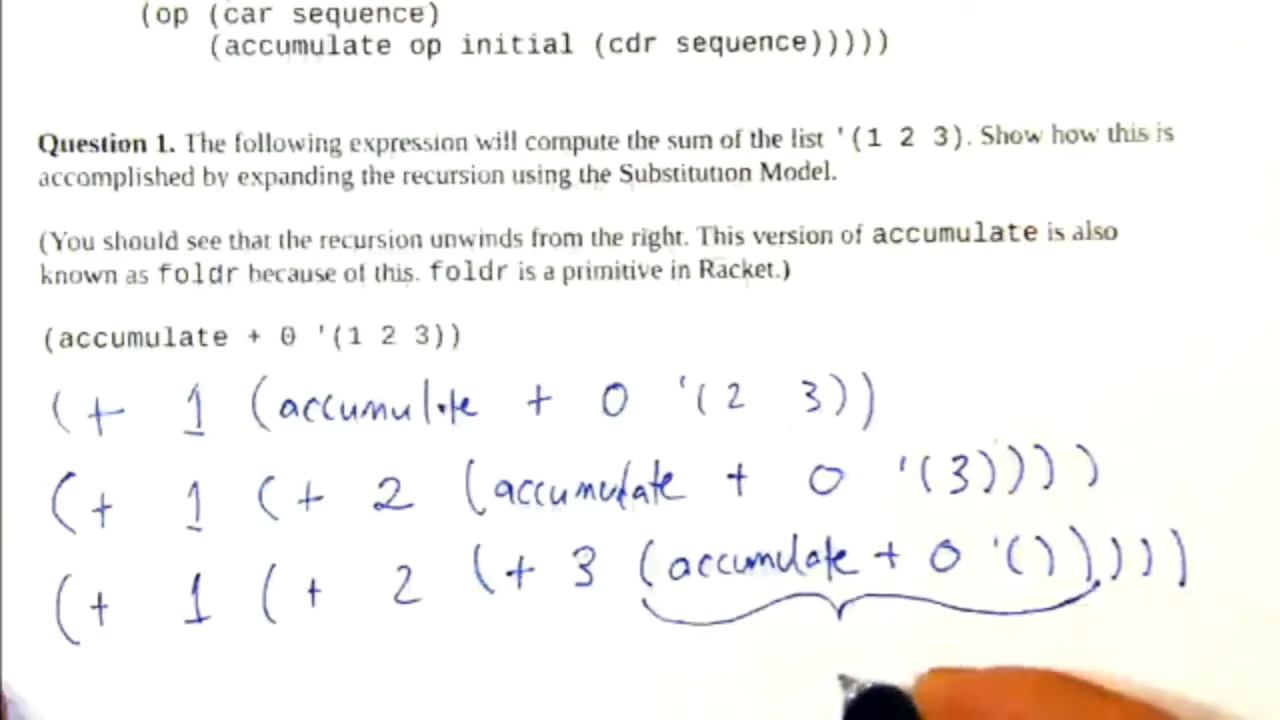 (op (car sequence)
(accumulate op initial (cdr sequence)))))
Question 1. The following expression will compute the sum of the list '(1 2 3). Show how this is
accomplished by expanding the recursion using the Substitution Model.
(You should see that the recursion unwinds from the right. This version of accumulate is also
known as foldr because of this. foldr is a primitive in Racket.)
(accumulate + 0 '(1 2 3))
(+ 1 (accumulate + 0 '(2 3))
(+ 1 (+ 2 (accumulate + 0 '(3))))
(+ 1 (+ 2 (+ 3 (accumulate + 0 '()))))